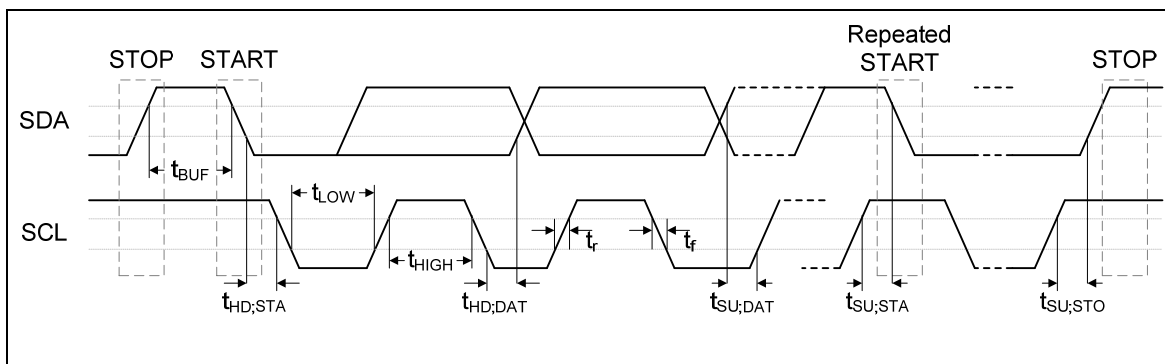 Repeated
STOP START START STOP
SDA
tBUF
tLOW
SCL
tr tf
tHIGH
tHD;STA tHD;DAT tSU;DAT tSU;STA tSU;STO